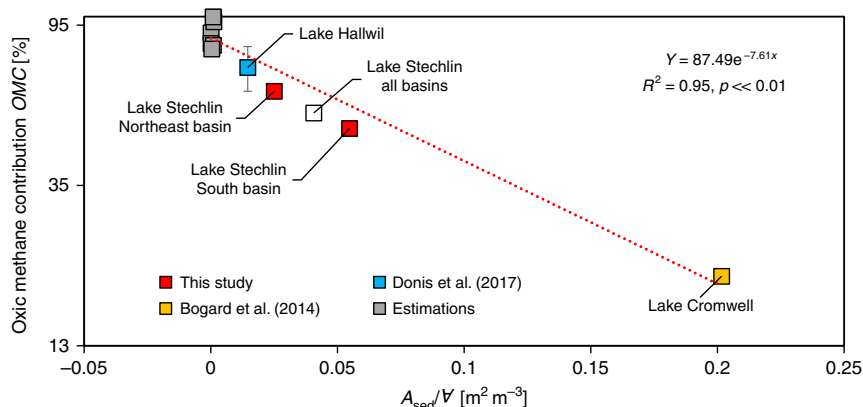 Oxic methane contribution OMC [%]
95
35
13
Lake Hallwil
Lake Stechlin
all basins
Lake Stechlin
Northeast basin
Lake Stechlin
South basin
Y = 87.49e^−7.61x
R² = 0.95, p << 0.01
This study
Donis et al. (2017)
Bogard et al. (2014)
Estimations
Lake Cromwell
−0.05
0
0.05
0.1
0.15
0.2
0.25
A_sed/∀ [m² m⁻³]